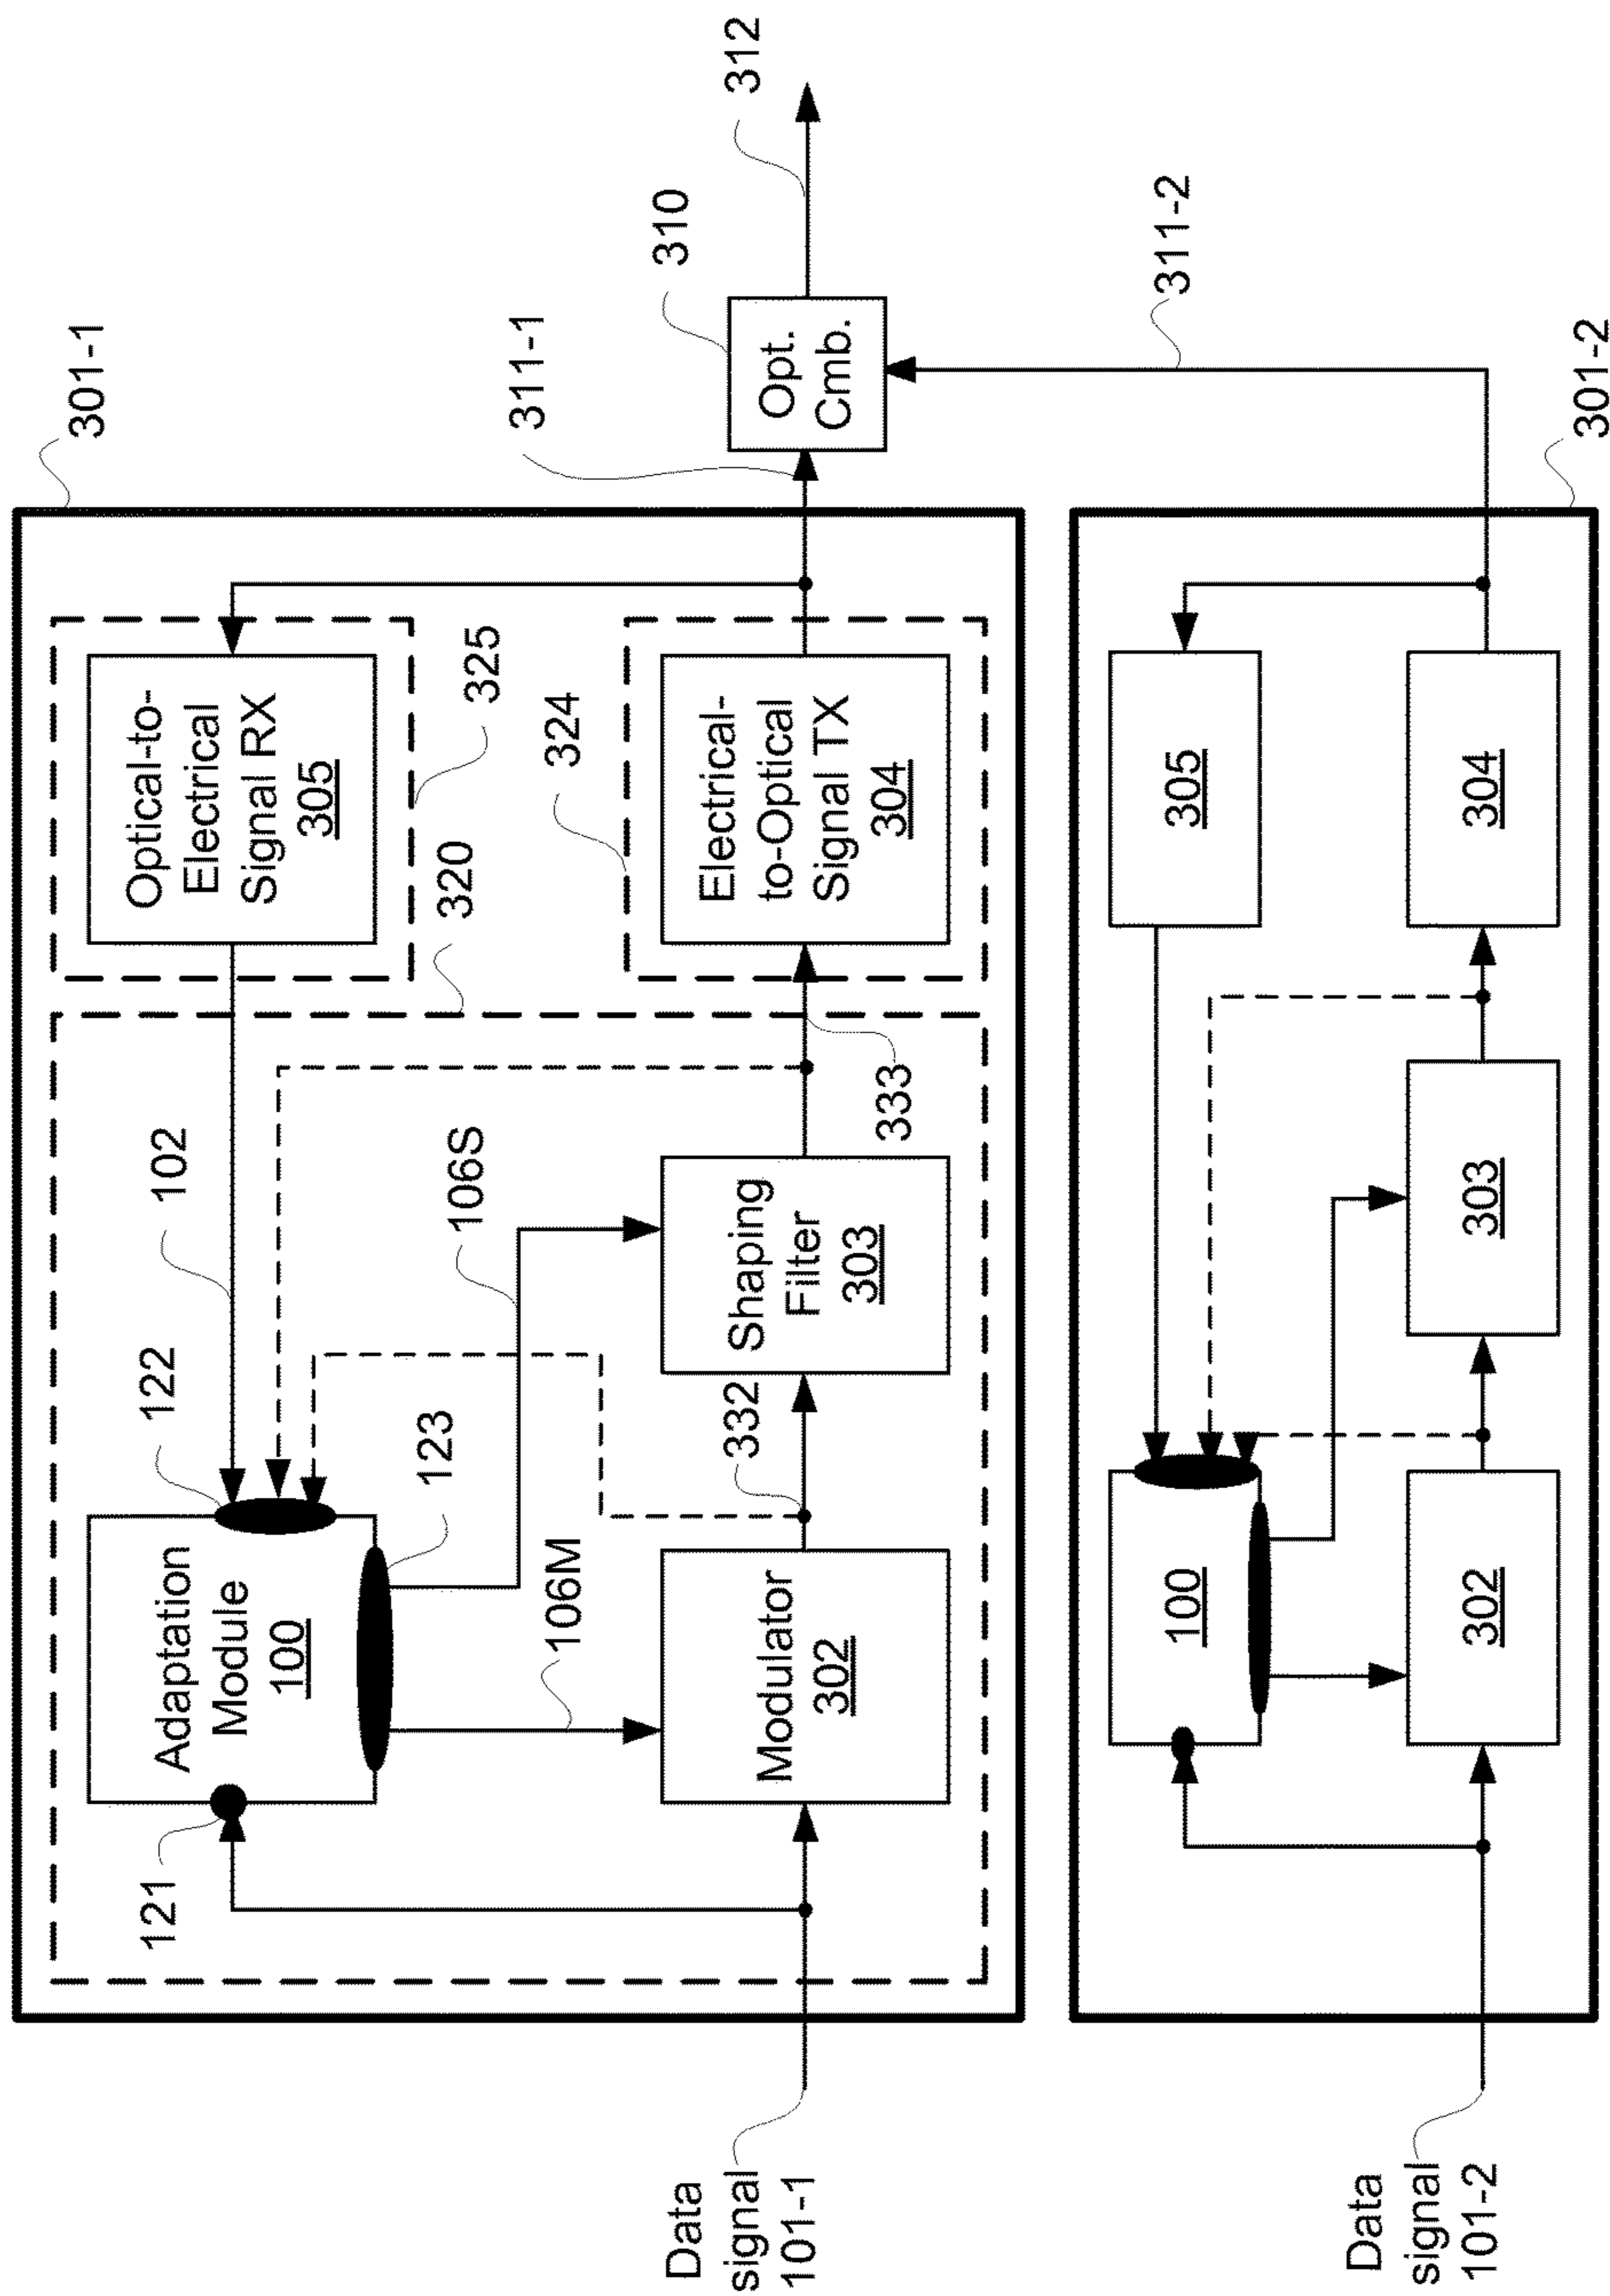 301-1
121
Adaptation
Module
100
122
102
Optical-to-
Electrical
Signal RX
305
123
106M
106S
320
325
324
311-1
310
312
Modulator
302
332
Shaping
Filter
303
333
Electrical-
to-Optical
Signal TX
304
Opt.
Cmb.
Data
signal
101-1
311-2
100
305
302
303
304
Data
signal
101-2
301-2